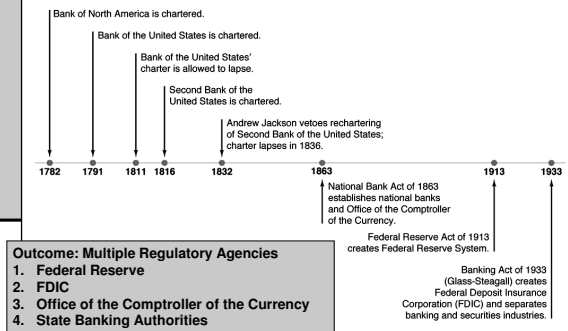 Bank of North America is chartered.
Bank of the United States is chartered.
Bank of the United States'
charter is allowed to lapse.
Second Bank of the
United States is chartered.
Andrew Jackson vetoes rechartering
of Second Bank of the United States;
charter lapses in 1836.
1782 1791 1811 1816 1832 1863 1913 1933
National Bank Act of 1863
establishes national banks
and Office of the Comptroller
of the Currency.
Federal Reserve Act of 1913
creates Federal Reserve System.
Banking Act of 1933
(Glass-Steagall) creates
Federal Deposit Insurance
Corporation (FDIC) and separates
banking and securities industries.
Outcome: Multiple Regulatory Agencies
1. Federal Reserve
2. FDIC
3. Office of the Comptroller of the Currency
4. State Banking Authorities